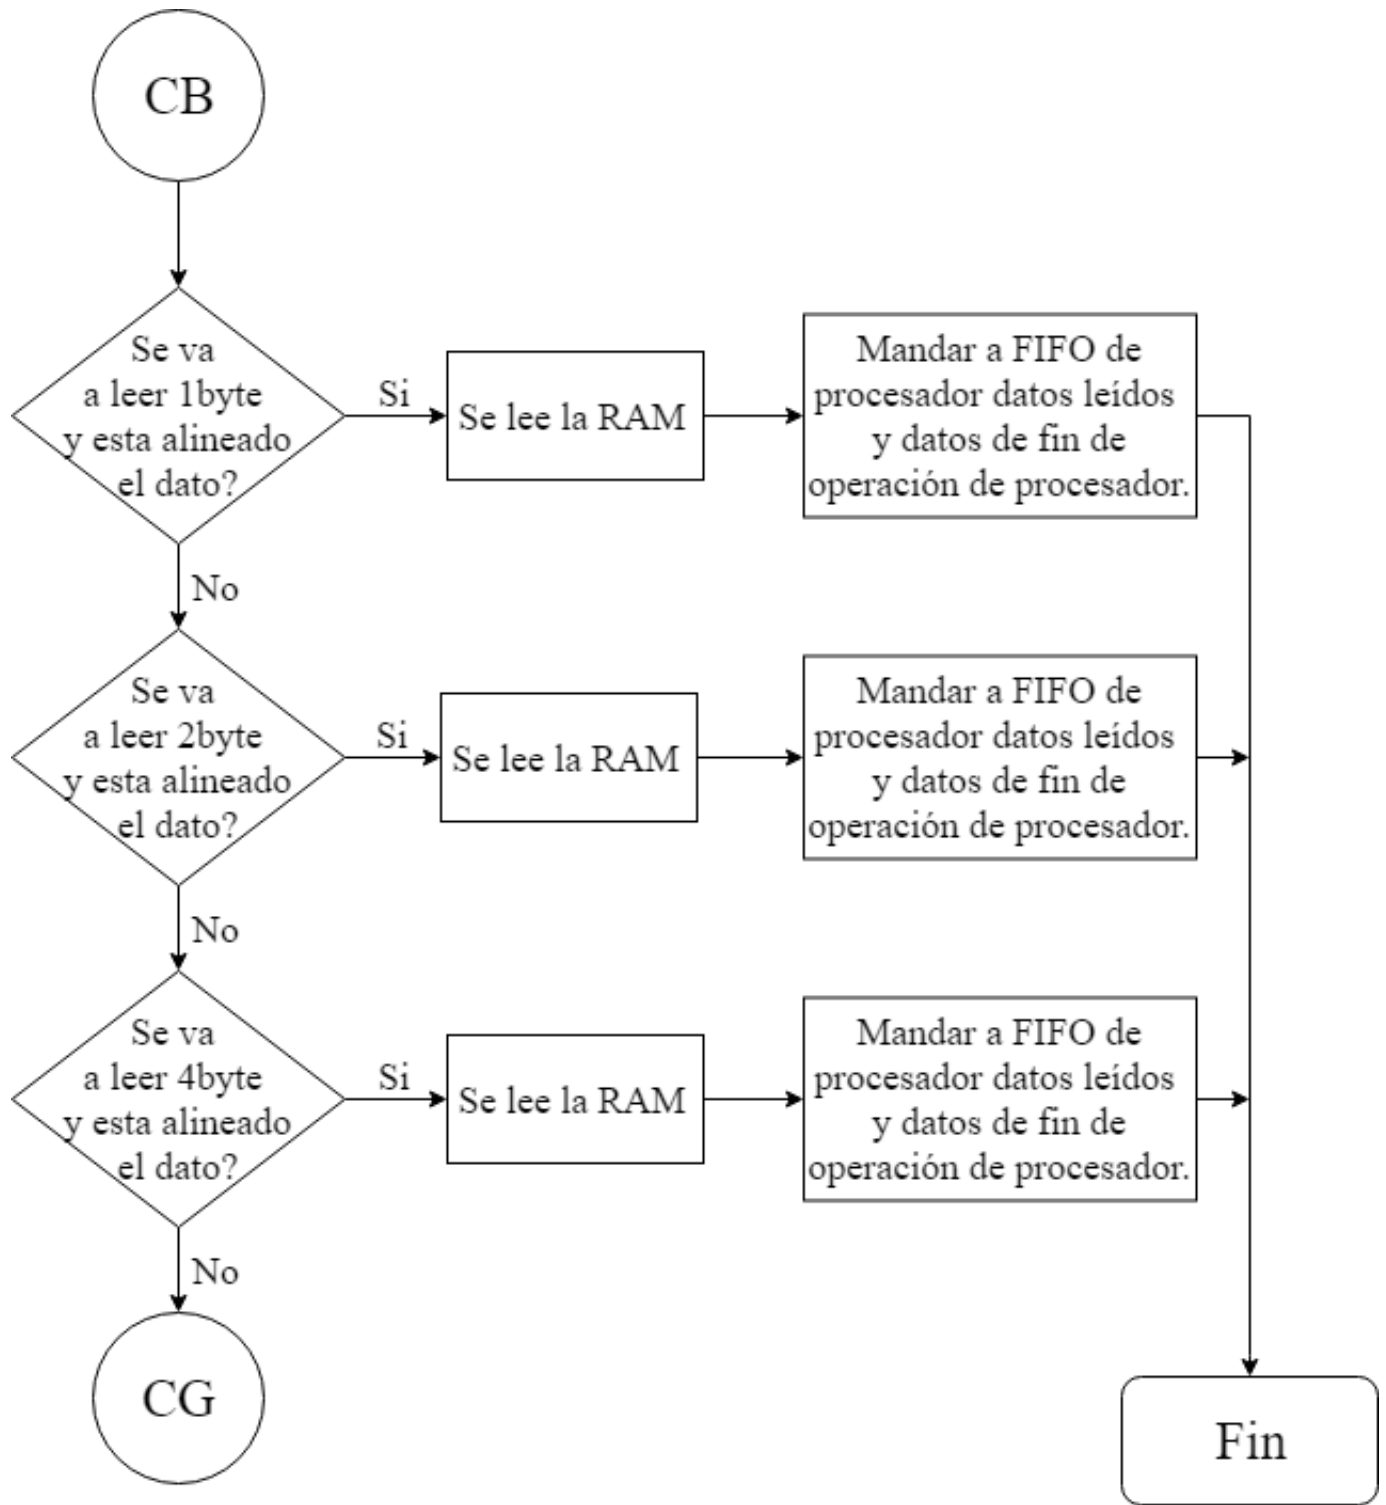 CB
Se va
a leer 1byte
y esta alineado
el dato?
Si
Se lee la RAM
Mandar a FIFO de
procesador datos leídos
y datos de fin de
operación de procesador.
No
Se va
a leer 2byte
y esta alineado
el dato?
Si
Se lee la RAM
Mandar a FIFO de
procesador datos leídos
y datos de fin de
operación de procesador.
No
Se va
a leer 4byte
y esta alineado
el dato?
Si
Se lee la RAM
Mandar a FIFO de
procesador datos leídos
y datos de fin de
operación de procesador.
No
CG
Fin